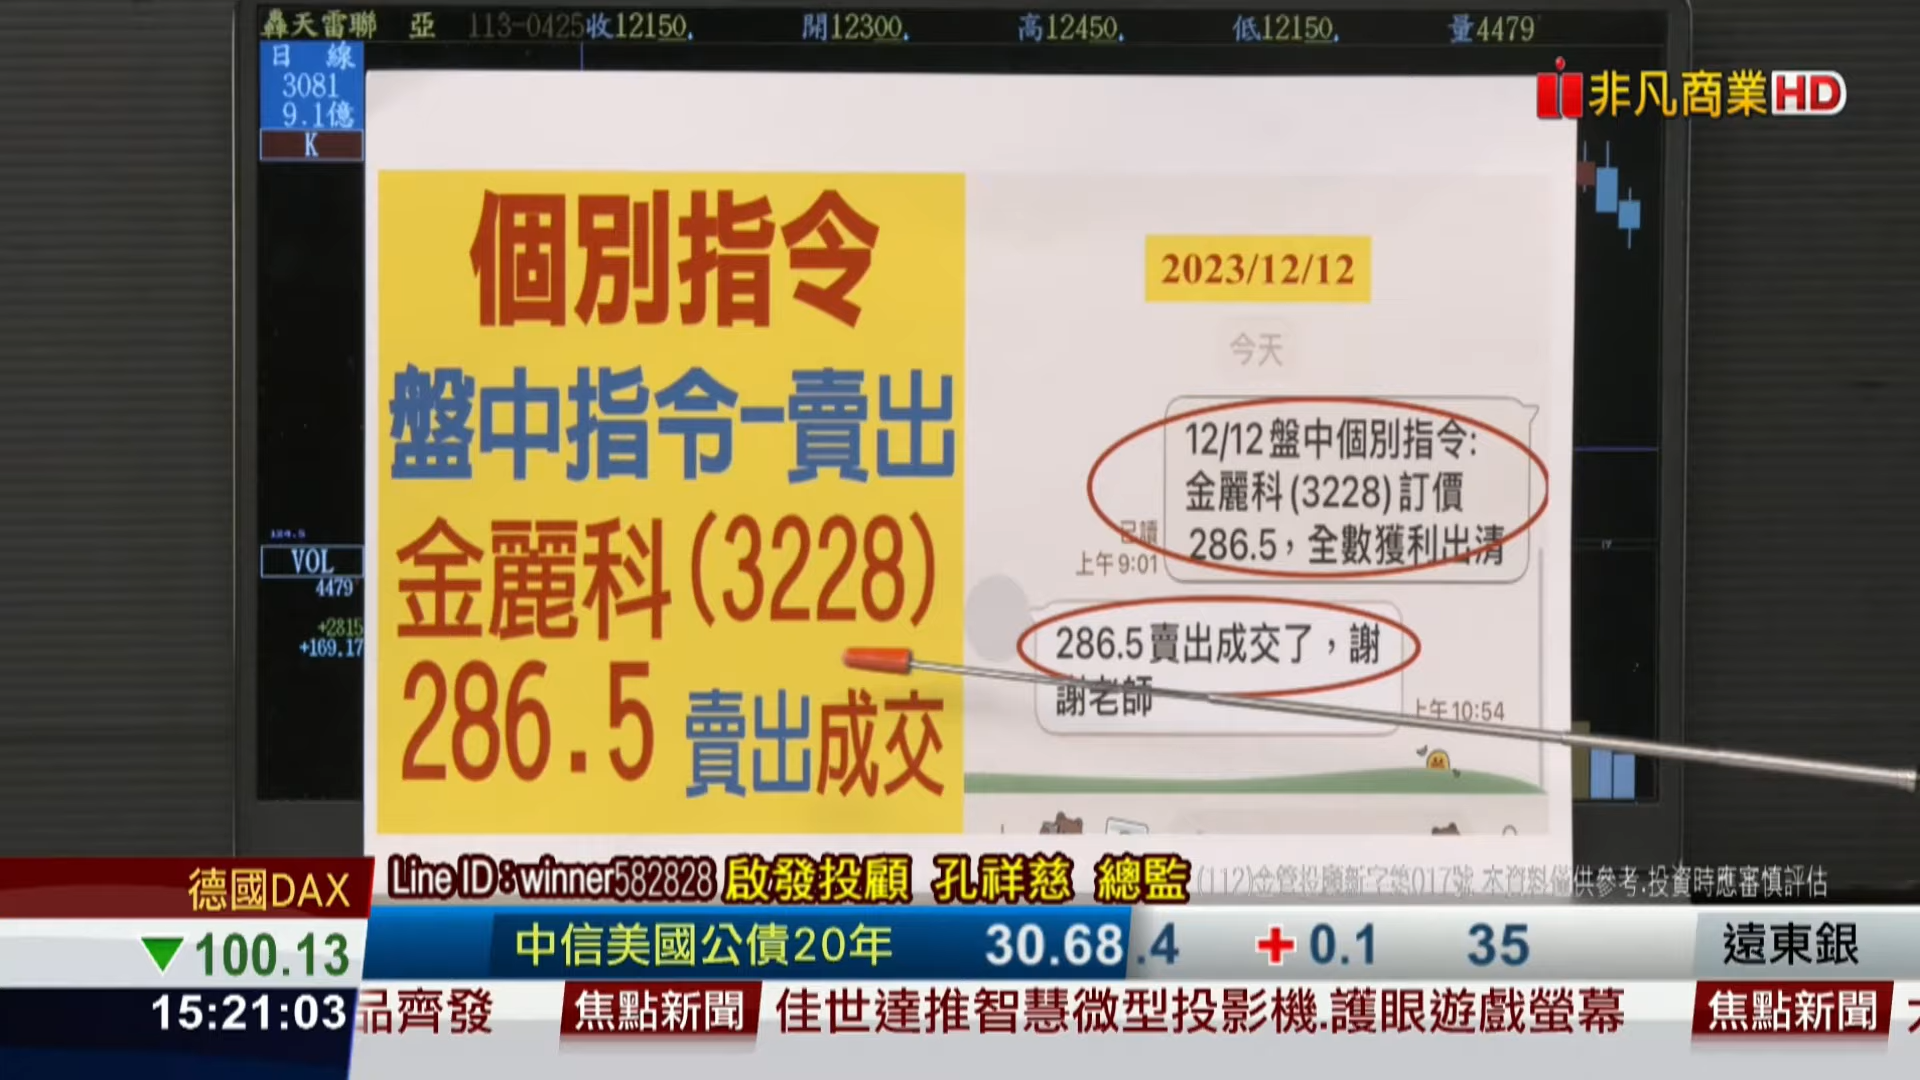 轟天雷聯 亞 113-0425收12150. 開12300. 高12450. 低12150. 量4479
日 線
3081
9.1億
K
非凡商業HD
個別指令
盤中指令-賣出
金麗科(3228)
286.5 賣出成交
2023/12/12
今天
12/12盤中個別指令:
金麗科(3228)訂價
286.5，全數獲利出清
已讀
上午9:01
286.5賣出成交了，謝
謝老師
上午10:54
VOL
4479
+2815
+169.17
德國DAX
Line ID:winner582828 啟發投顧 孔祥慈 總監
(112)金管投顧新字第017號 本資料僅供參考.投資時應審慎評估
▼100.13
中信美國公債20年 30.68.4 +0.1 35 遠東銀
15:21:03
品齊發 焦點新聞 佳世達推智慧微型投影機.護眼遊戲螢幕 焦點新聞